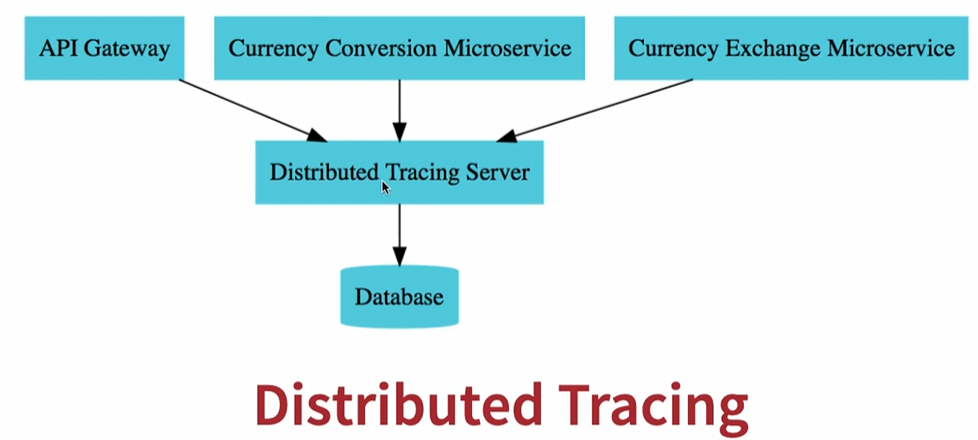 API Gateway
Currency Conversion Microservice
Currency Exchange Microservice
Distributed Tracing Server
Database
Distributed Tracing